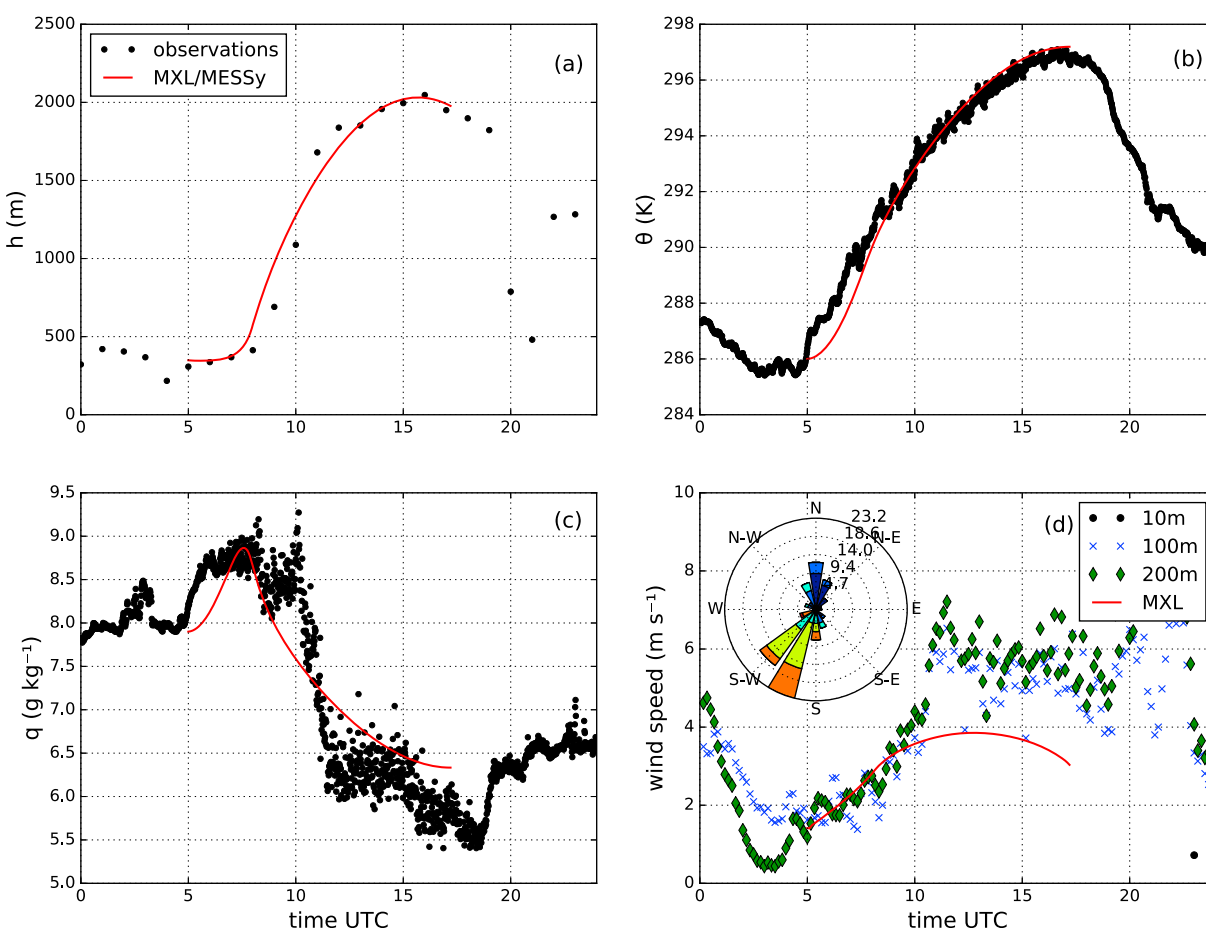 2500
2000
1500
1000
500
0
h (m)
observations
MXL/MESSy
(a)
0 5 10 15 20
298
296
294
292
290
288
286
284
θ (K)
(b)
0 5 10 15 20
9.5
9.0
8.5
8.0
7.5
7.0
6.5
6.0
5.5
5.0
q (g kg⁻¹)
(c)
0 5 10 15 20
time UTC
10
8
6
4
2
0
wind speed (m s⁻¹)
N
N-E
E
S-E
S
S-W
W
N-W
23.2
18.6
14.0
9.4
(d)
10m
100m
200m
MXL
0 5 10 15 20
time UTC